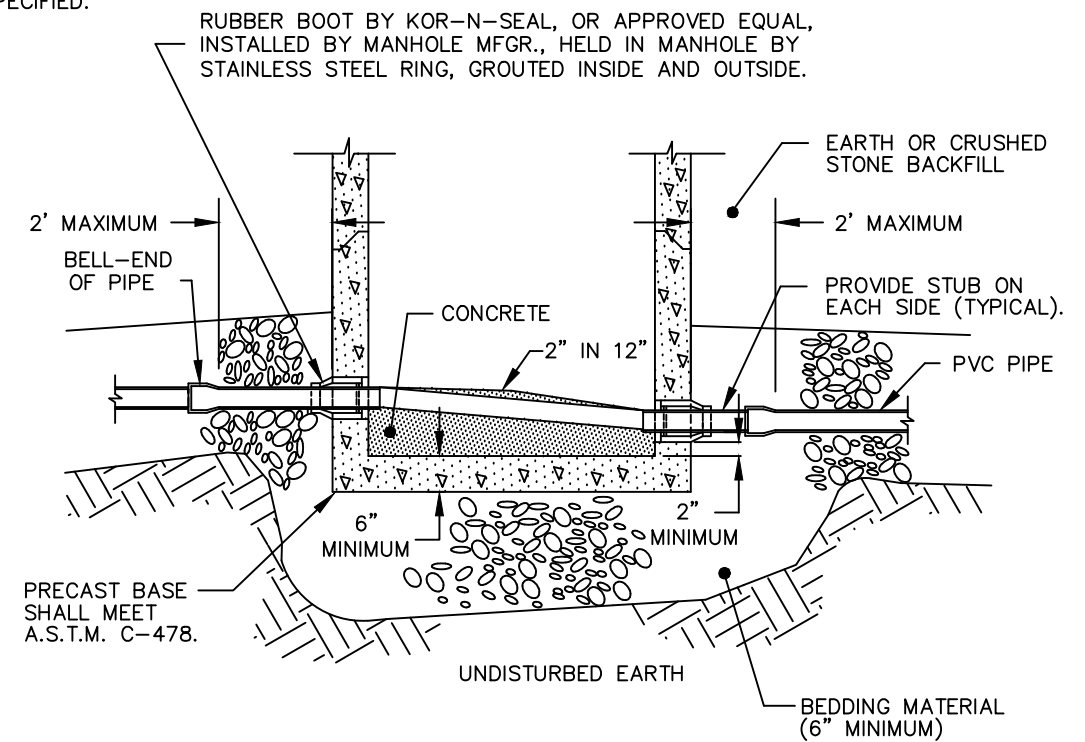 RUBBER BOOT BY KOR-N-SEAL, OR APPROVED EQUAL,
INSTALLED BY MANHOLE MFGR., HELD IN MANHOLE BY
STAINLESS STEEL RING, GROUTED INSIDE AND OUTSIDE.
EARTH OR CRUSHED
STONE BACKFILL
2' MAXIMUM
2' MAXIMUM
BELL-END
OF PIPE
PROVIDE STUB ON
EACH SIDE (TYPICAL).
CONCRETE
2" IN 12"
PVC PIPE
6"
MINIMUM
2"
MINIMUM
PRECAST BASE
SHALL MEET
A.S.T.M. C-478.
UNDISTURBED EARTH
BEDDING MATERIAL
(6" MINIMUM)